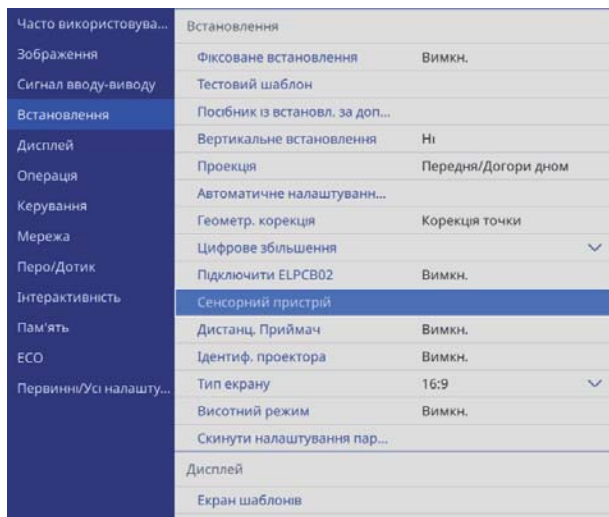 Часто використовува...
Зображення
Сигнал вводу-виводу
Встановлення
Дисплей
Операція
Керування
Мережа
Перо/Дотик
Інтерактивність
Пам'ять
ECO
Первинні/Усі налашту...
Встановлення
Фіксоване встановлення Вимкн.
Тестовий шаблон
Посібник із встановл. за доп...
Вертикальне встановлення Ні
Проекція Передня/Догори дном
Автоматичне налаштуванн...
Геометр. корекція Корекція точки
Цифрове збільшення
Підключити ELPCB02 Вимкн.
Сенсорний пристрій
Дистанц. Приймач Вимкн.
Ідентиф. проектора Вимкн.
Тип екрану 16:9
Висотний режим Вимкн.
Скинути налаштування пар...
Дисплей
Екран шаблонів